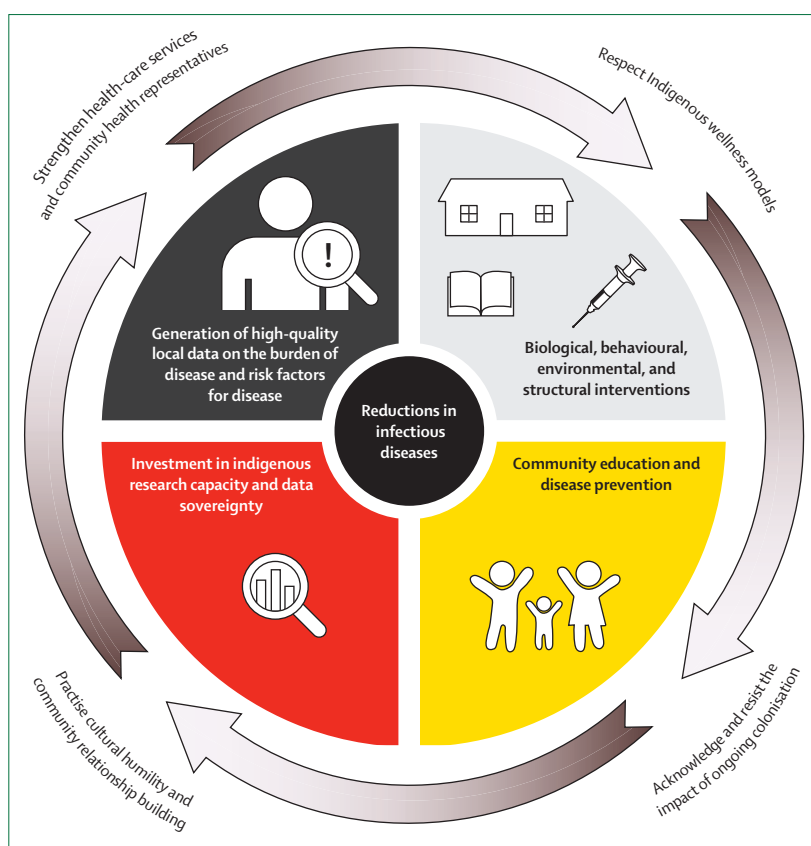 Strengthen health-care services
and community health representatives
Respect Indigenous wellness models
!
Generation of high-quality
local data on the burden of
disease and risk factors
for disease
Biological, behavioural,
environmental, and
structural interventions
Reductions in
infectious
diseases
Investment in indigenous
research capacity and data
sovereignty
Community education and
disease prevention
Practise cultural humility and
community relationship building
Acknowledge and resist the
impact of ongoing colonisation